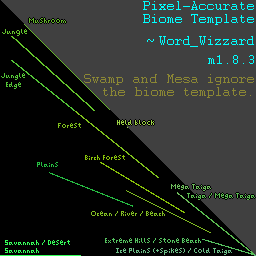 Pixel-Accurate
Biome Template
~ Word_Wizzard
m1.8.3
Swamp and Mesa ignore
the biome template.
Mushroom
Jungle
Jungle
Edge
Forest
Held block
Birch Forest
Plains
Mega Taiga
Taiga / Mega Taiga
Ocean / River / Beach
Extreme Hills / Stone Beach
Savannah / Desert
Ice Plains (+Spikes) / Cold Taiga
Savannah